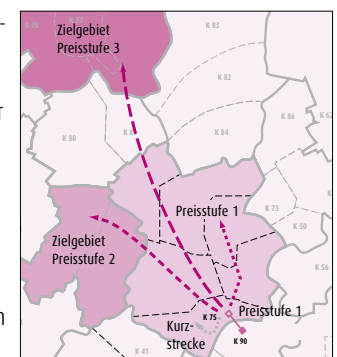 Zielgebiet
Preisstufe 3
K 83
K 82
K 86
K 84
K 80
Preisstufe 1
K 73
K 50
Zielgebiet
Preisstufe 2
K 56
K 75
Preisstufe 1
Kurz-
strecke
K 90
K 41